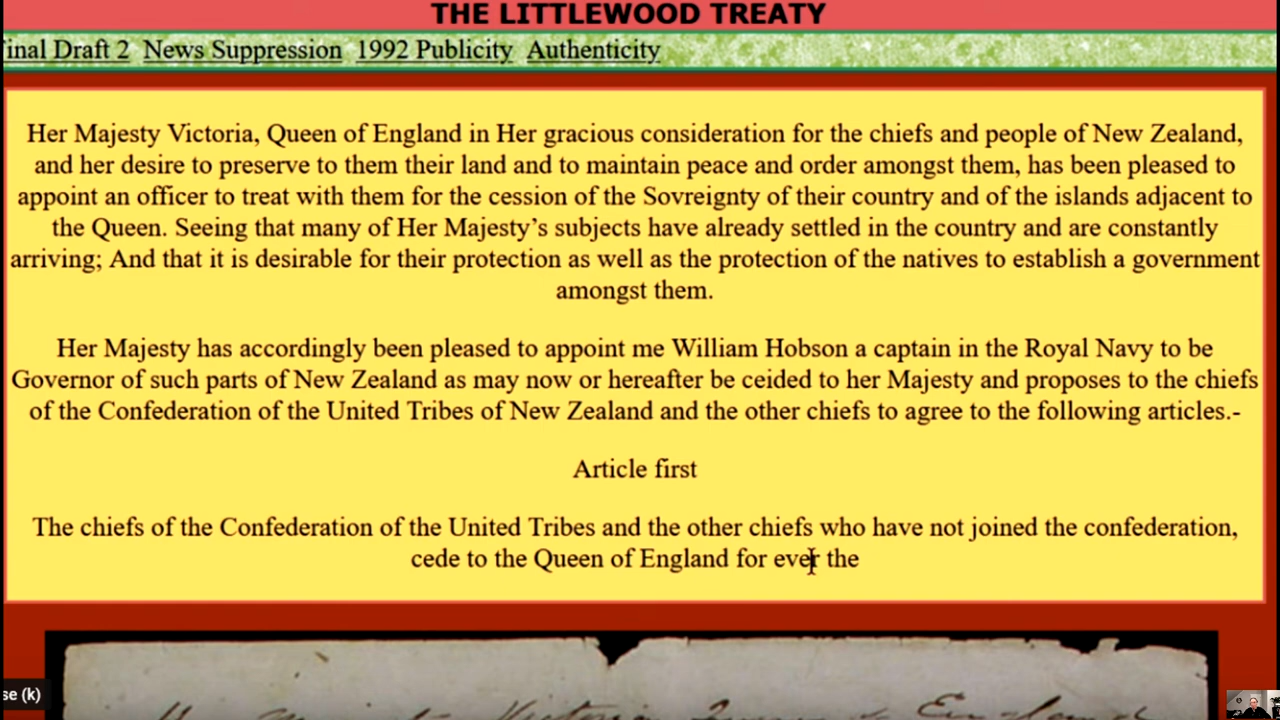 THE LITTLEWOOD TREATY
inal Draft 2 News Suppression 1992 Publicity Authenticity
Her Majesty Victoria, Queen of England in Her gracious consideration for the chiefs and people of New Zealand,
and her desire to preserve to them their land and to maintain peace and order amongst them, has been pleased to
appoint an officer to treat with them for the cession of the Sovreignty of their country and of the islands adjacent to
the Queen. Seeing that many of Her Majesty’s subjects have already settled in the country and are constantly
arriving; And that it is desirable for their protection as well as the protection of the natives to establish a government
amongst them.
Her Majesty has accordingly been pleased to appoint me William Hobson a captain in the Royal Navy to be
Governor of such parts of New Zealand as may now or hereafter be ceided to her Majesty and proposes to the chiefs
of the Confederation of the United Tribes of New Zealand and the other chiefs to agree to the following articles.-
Article first
The chiefs of the Confederation of the United Tribes and the other chiefs who have not joined the confederation,
cede to the Queen of England for ever the
se (k)